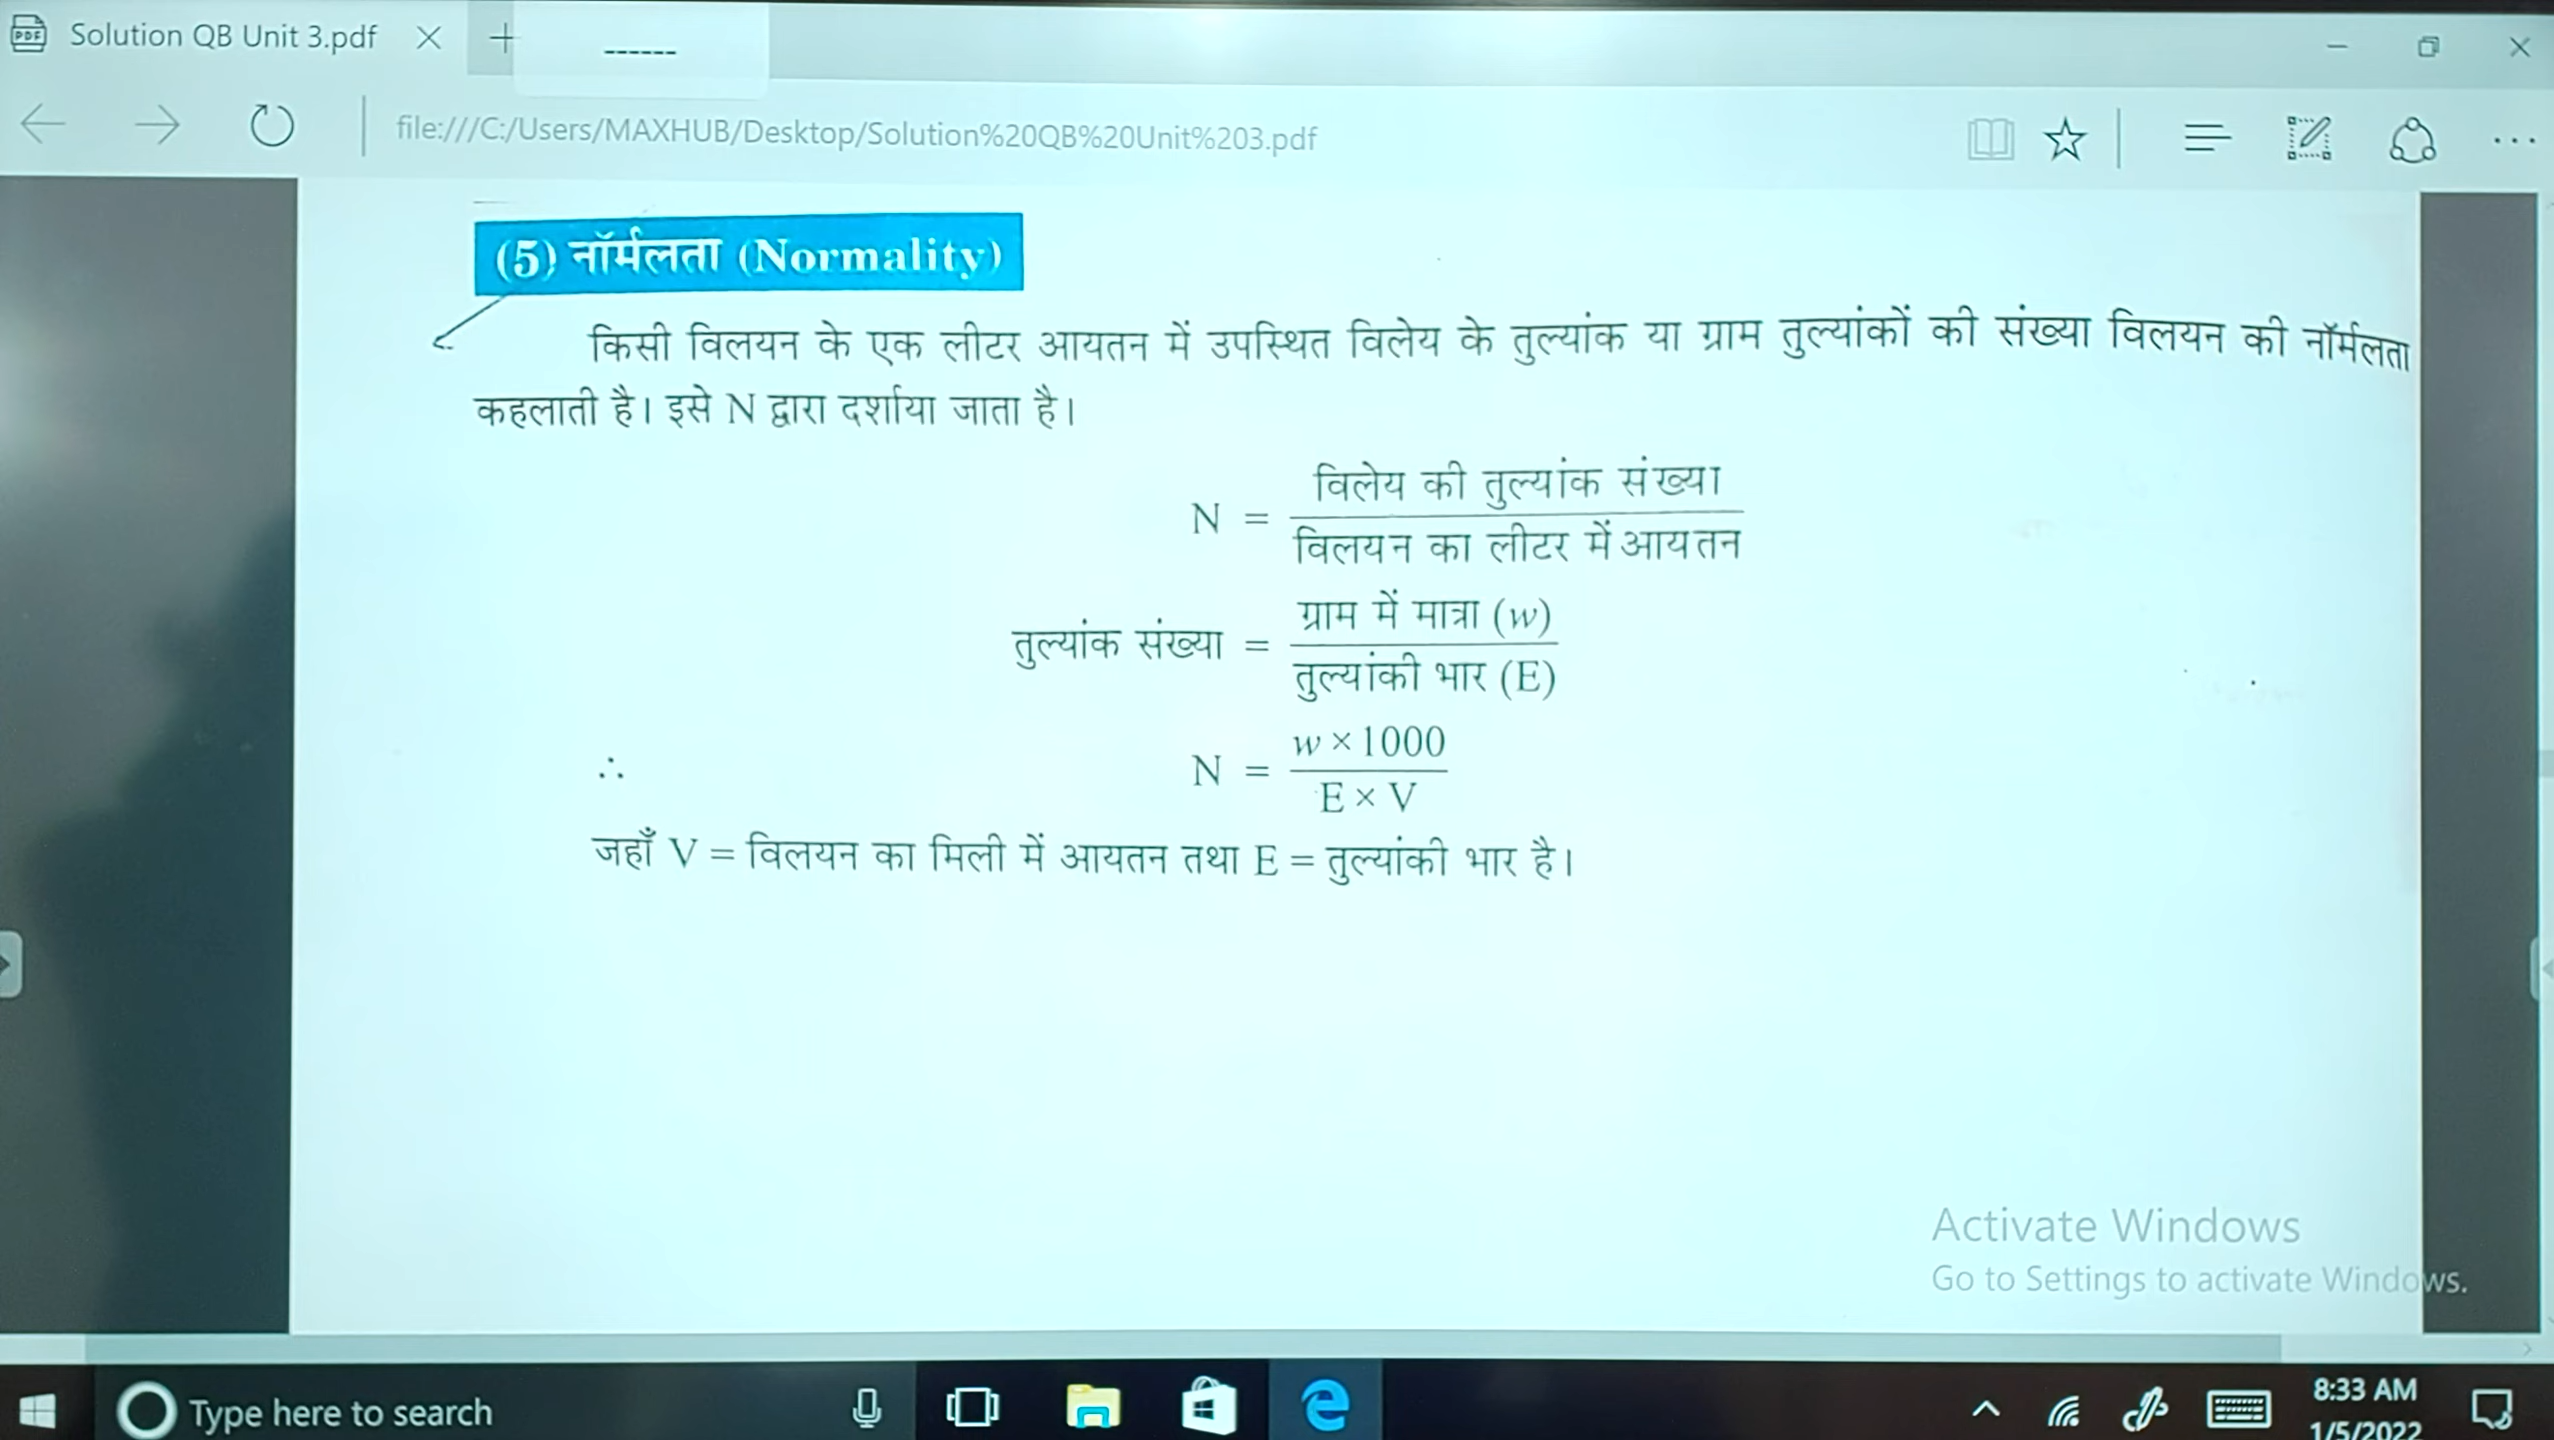 Solution QB Unit 3.pdf
------
file:///C:/Users/MAXHUB/Desktop/Solution%20QB%20Unit%203.pdf
(5) नॉर्मलता (Normality)
किसी विलयन के एक लीटर आयतन में उपस्थित विलेय के तुल्यांक या ग्राम तुल्यांकों की संख्या विलयन की नॉर्मलता
कहलाती है। इसे N द्वारा दर्शाया जाता है।
N = विलेय की तुल्यांक संख्या
विलयन का लीटर में आयतन
तुल्यांक संख्या = ग्राम में मात्रा (w)
तुल्यांकी भार (E)
∴ N = w × 1000
E × V
जहाँ V = विलयन का मिली में आयतन तथा E = तुल्यांकी भार है।
Activate Windows
Go to Settings to activate Windows.
Type here to search
8:33 AM
1/5/2022